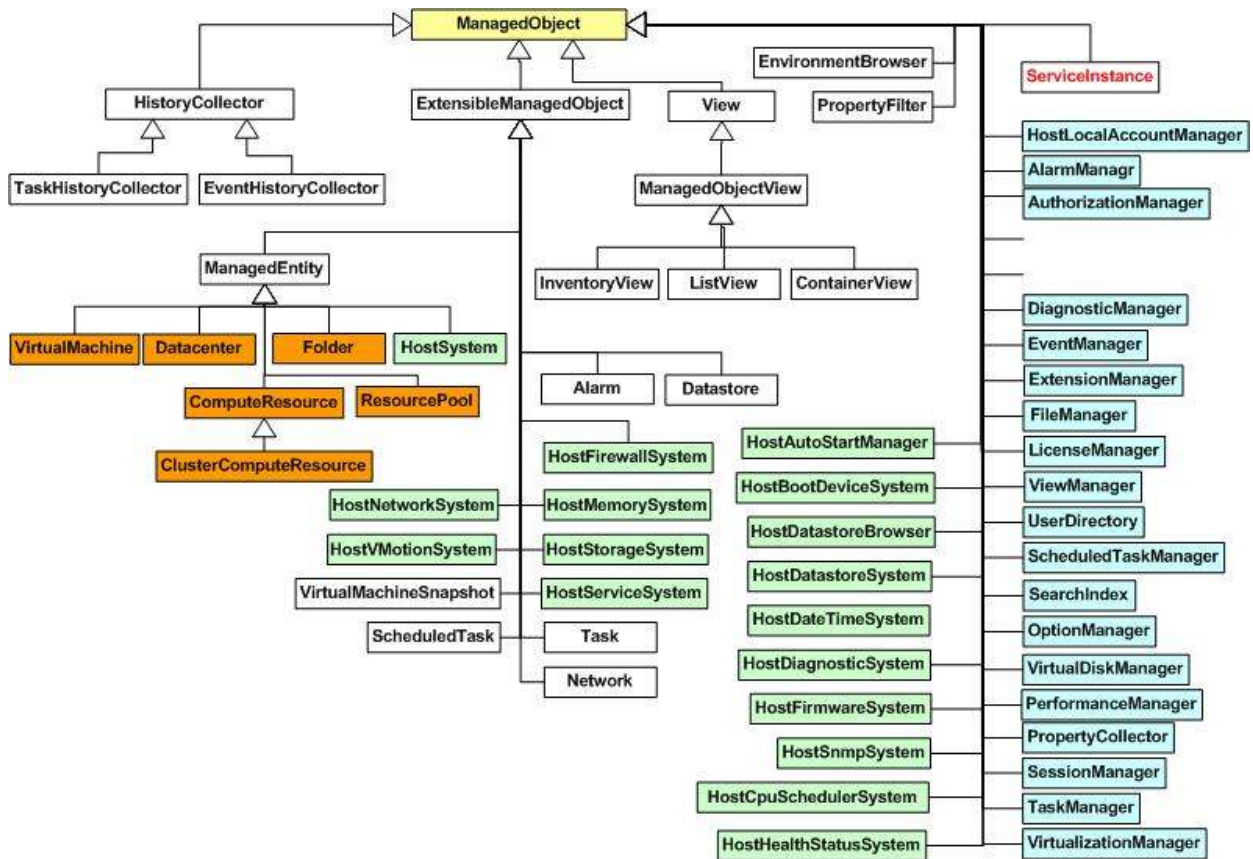 ManagedObject
EnvironmentBrowser
ServiceInstance
HistoryCollector
ExtensibleManagedObject
View
PropertyFilter
HostLocalAccountManager
TaskHistoryCollector
EventHistoryCollector
ManagedObjectView
AlarmManagr
AuthorizationManager
ManagedEntity
InventoryView
ListView
ContainerView
DiagnosticManager
VirtualMachine
Datacenter
Folder
HostSystem
EventManager
Alarm
Datastore
ExtensionManager
ComputeResource
ResourcePool
FileManager
HostAutoStartManager
LicenseManager
ClusterComputeResource
HostFirewallSystem
HostBootDeviceSystem
ViewManager
HostNetworkSystem
HostMemorySystem
HostDatastoreBrowser
UserDirectory
HostVMotionSystem
HostStorageSystem
ScheduledTaskManager
HostDatastoreSystem
VirtualMachineSnapshot
HostServiceSystem
SearchIndex
HostDateTimeSystem
OptionManager
ScheduledTask
Task
HostDiagnosticSystem
VirtualDiskManager
Network
HostFirmwareSystem
PerformanceManager
PropertyCollector
HostSnmpSystem
SessionManager
HostCpuSchedulerSystem
TaskManager
HostHealthStatusSystem
VirtualizationManager